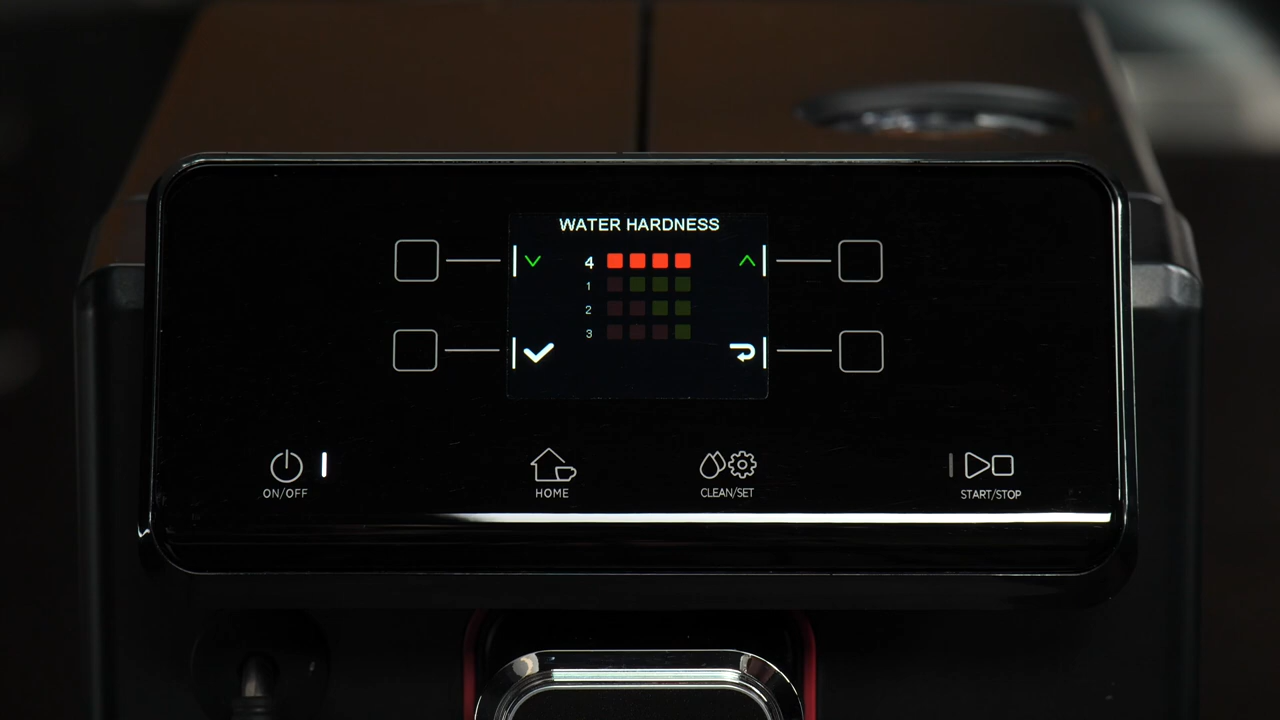 WATER HARDNESS
4
1
2
3
ON/OFF
HOME
CLEAN/SET
START/STOP